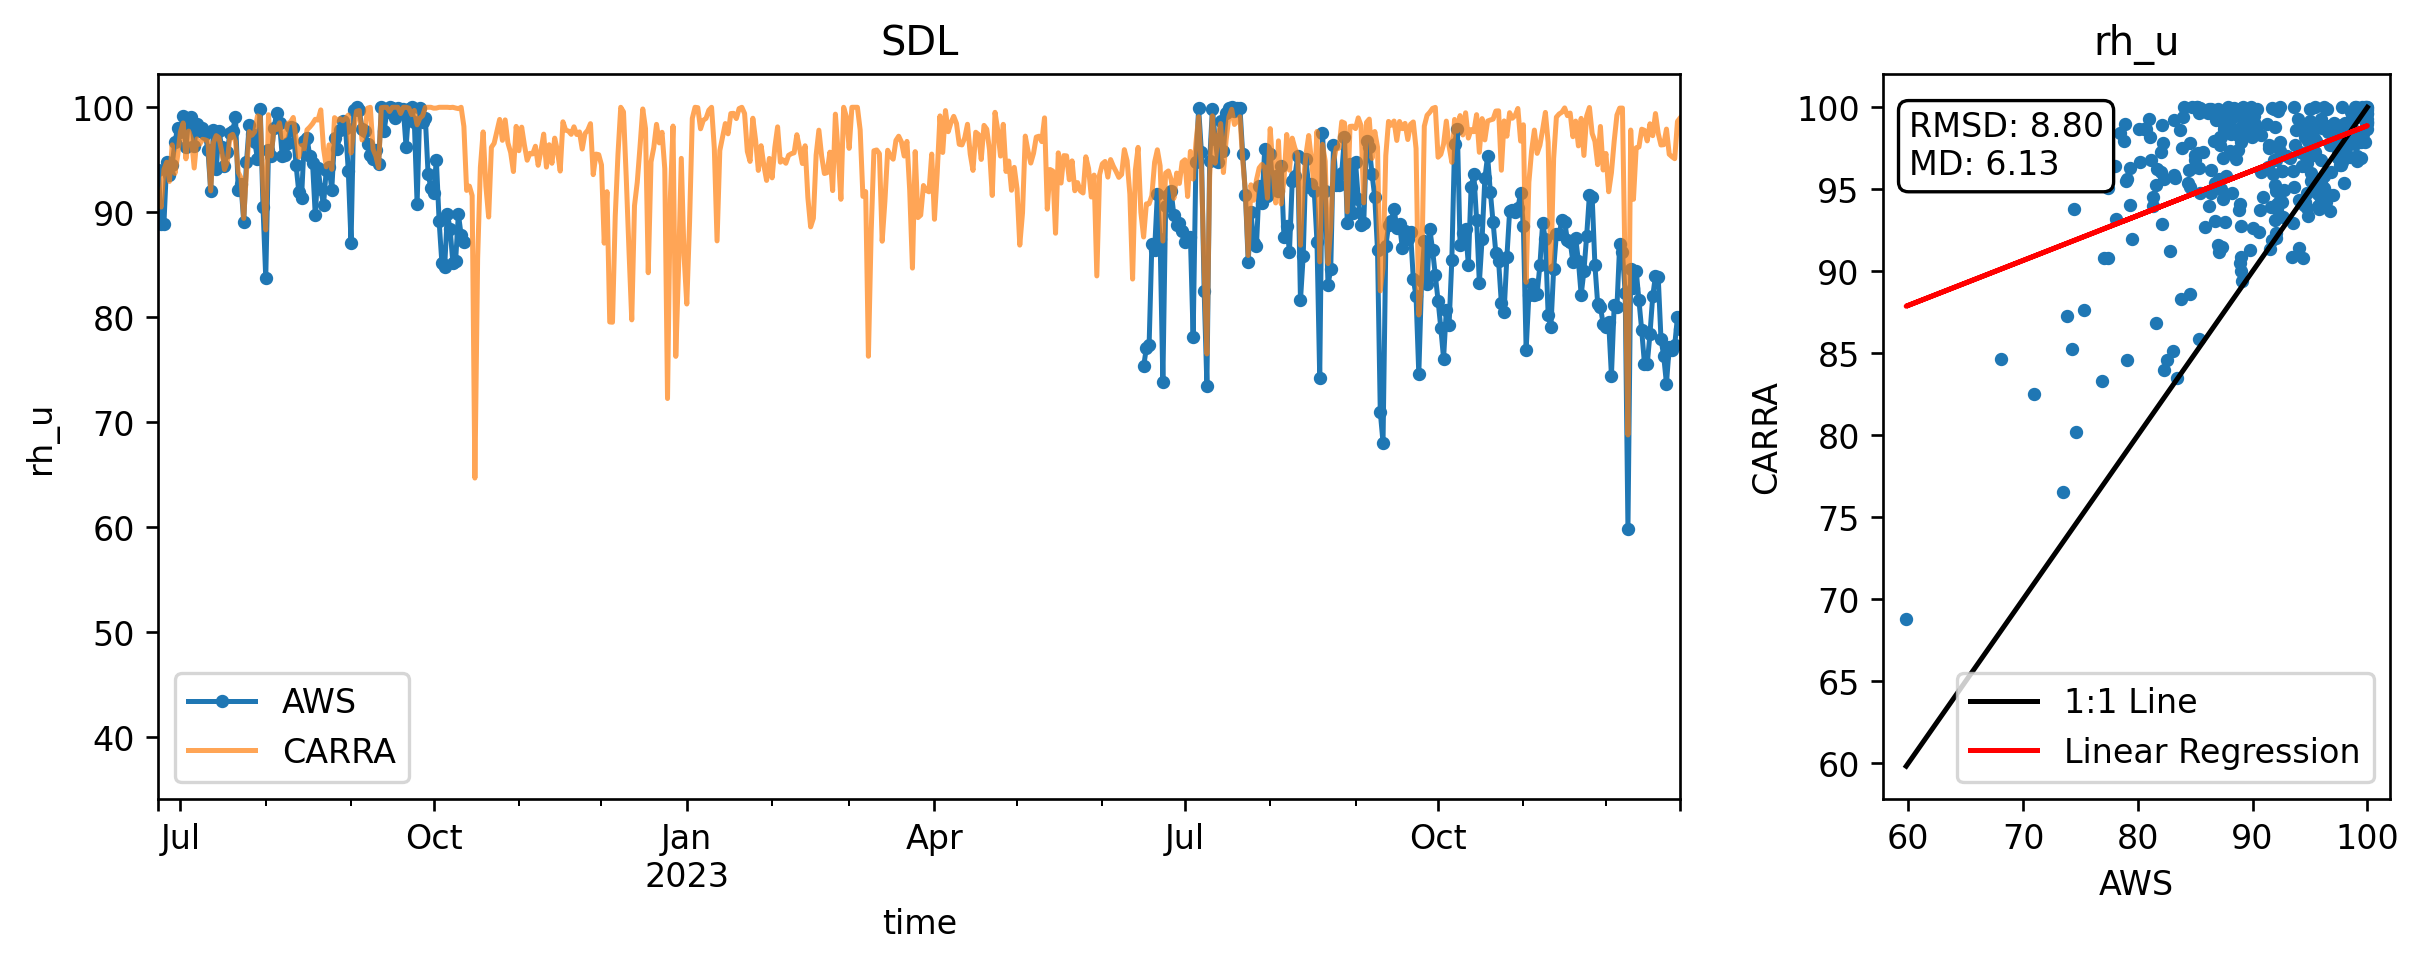 SDL
rh_u
100
90
80
70
60
50
40
rh_u
AWS
CARRA
Jul
Oct
Jan
2023
Apr
Jul
Oct
time
100
95
90
85
80
75
70
65
60
CARRA
RMSD: 8.80
MD: 6.13
1:1 Line
Linear Regression
60 70 80 90 100
AWS